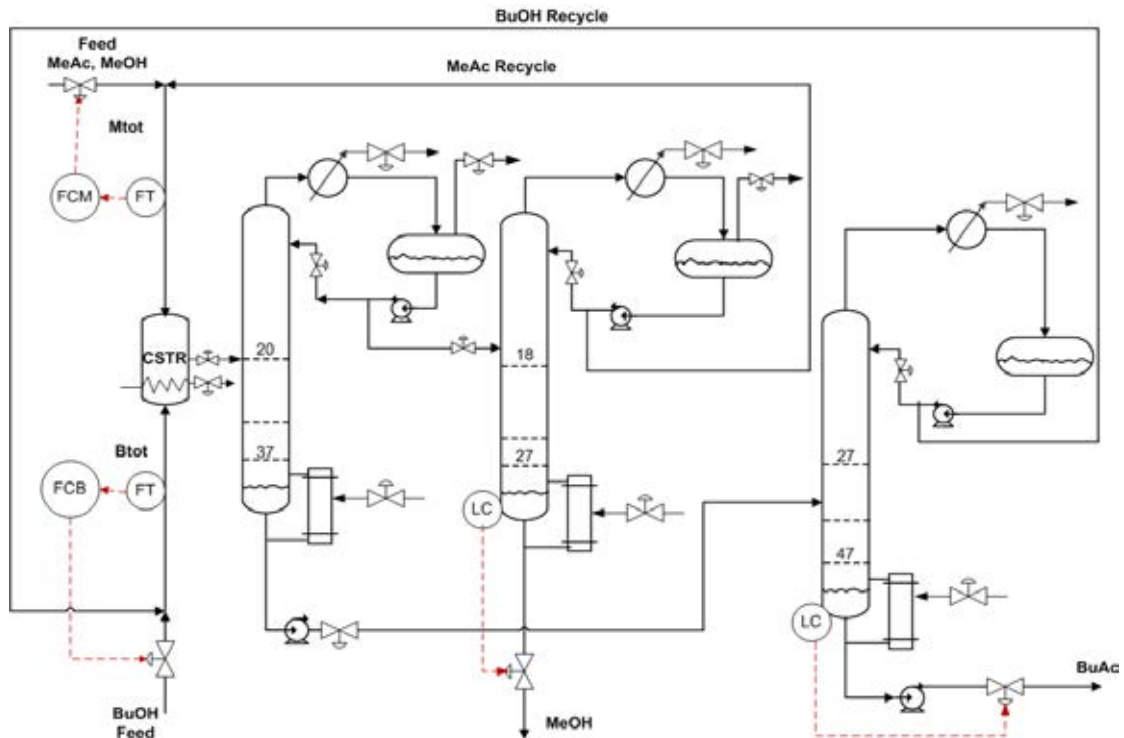 BuOH Recycle
Feed
MeAc, MeOH
MeAc Recycle
Mtot
FCM
FT
CSTR
20
18
Btot
37
27
27
FCB
FT
LC
47
LC
BuAc
BuOH
Feed
MeOH